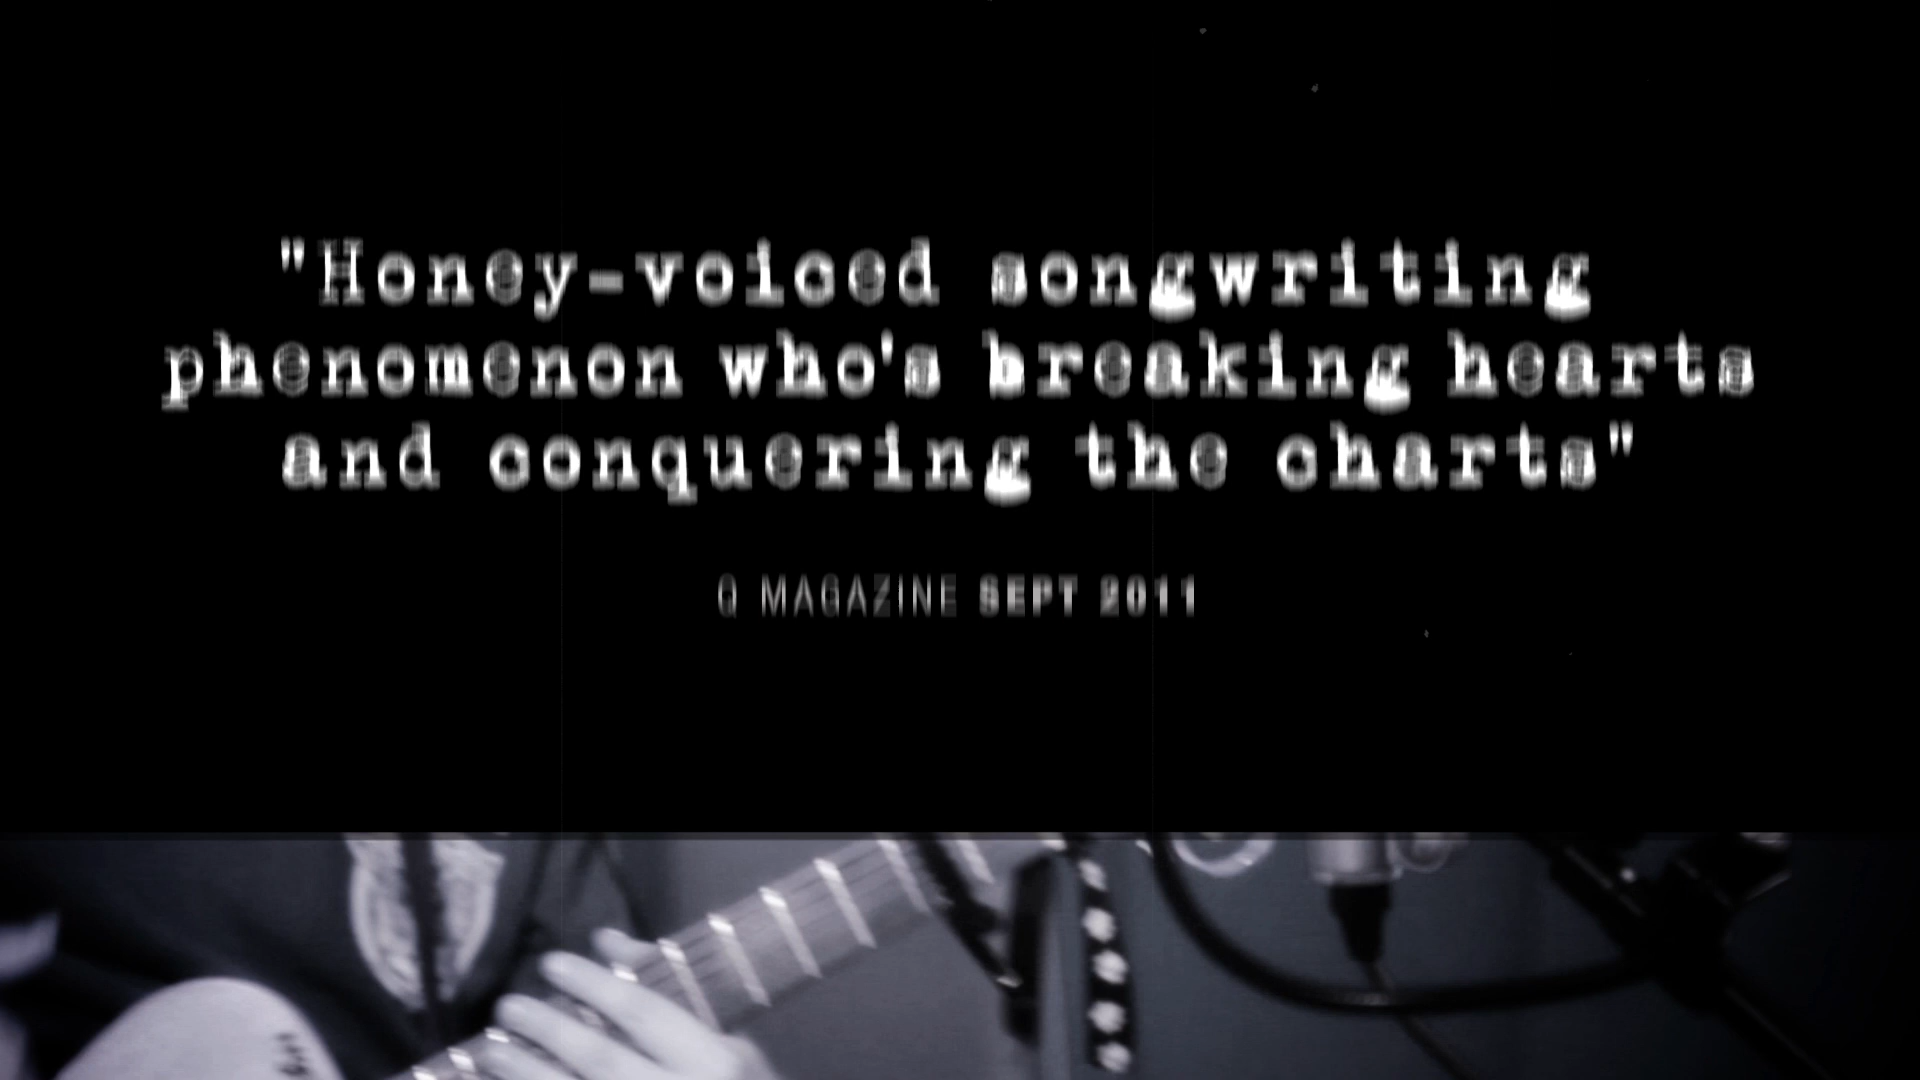 "Honey-voiced songwriting
phenomenon who's breaking hearts
and conquering the charts"
Q MAGAZINE SEPT 2011